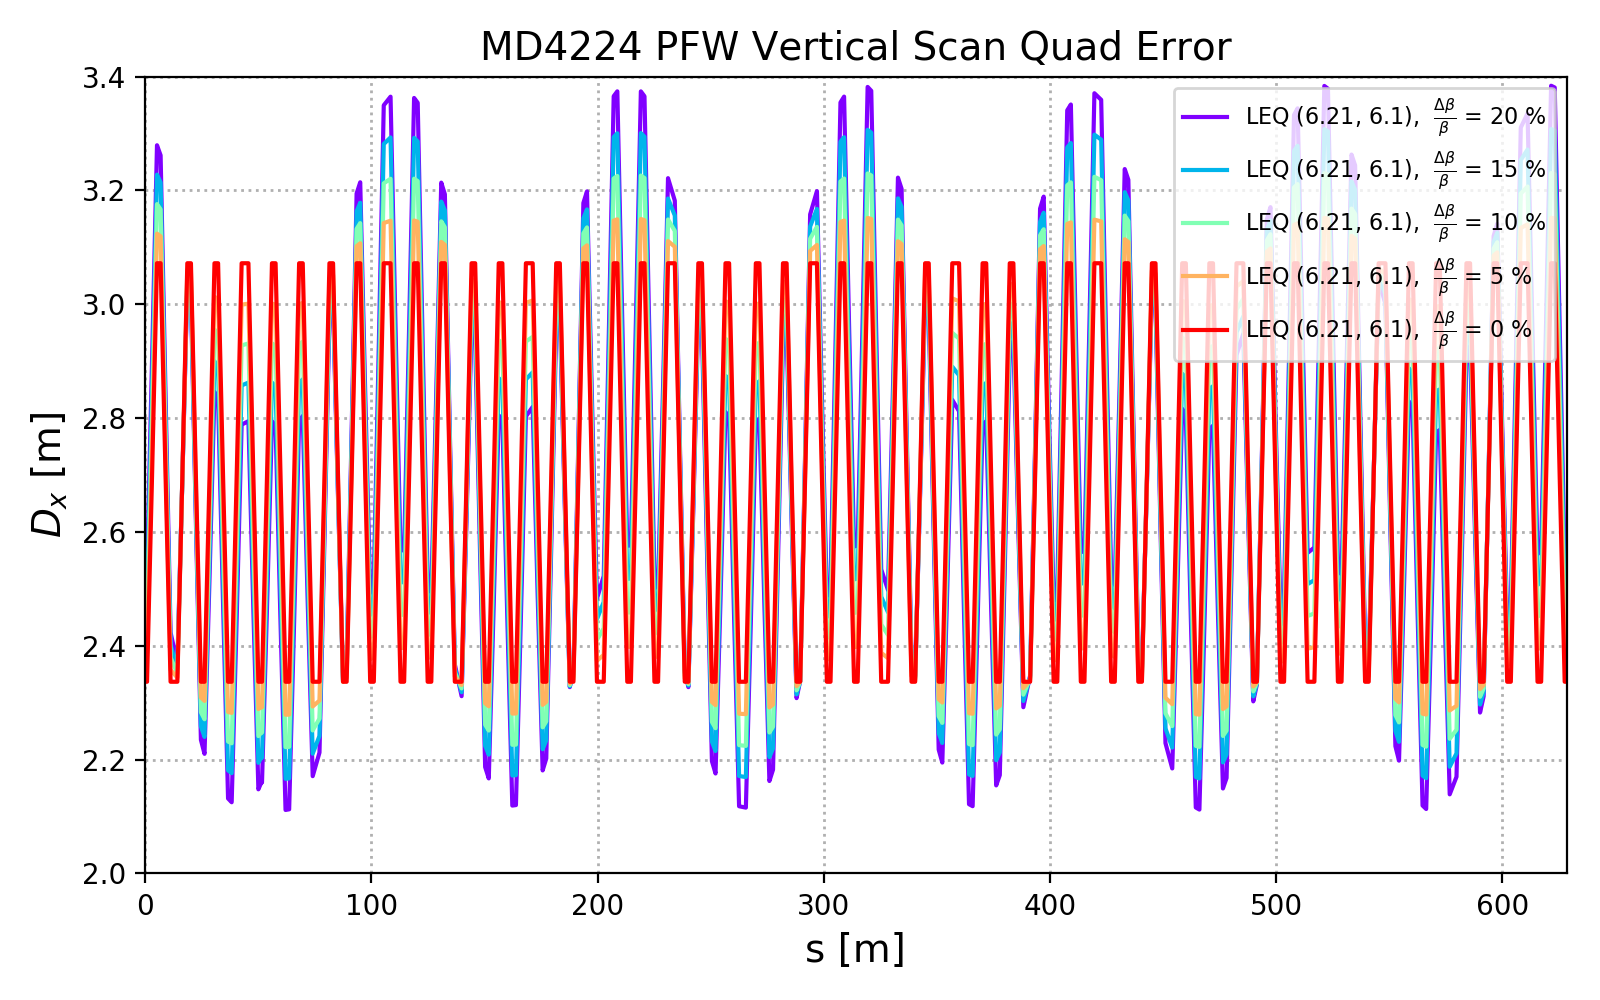 MD4224 PFW Vertical Scan Quad Error
3.4
3.2
3.0
2.8
2.6
2.4
2.2
2.0
Dₓ [m]
LEQ (6.21, 6.1), Δβ/β = 20 %
LEQ (6.21, 6.1), Δβ/β = 15 %
LEQ (6.21, 6.1), Δβ/β = 10 %
LEQ (6.21, 6.1), Δβ/β = 5 %
LEQ (6.21, 6.1), Δβ/β = 0 %
0 100 200 300 400 500 600
s [m]